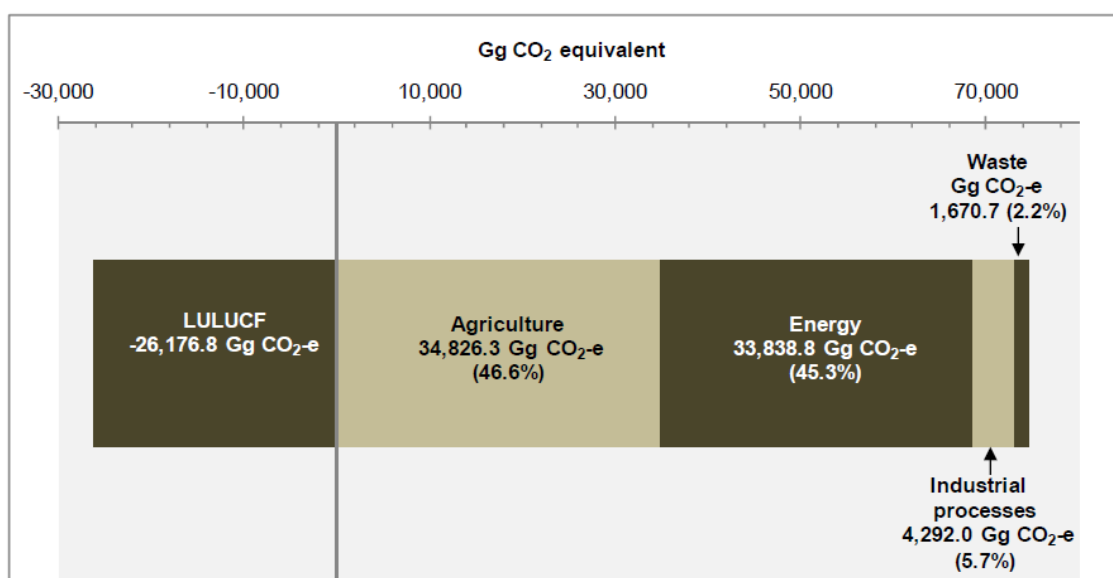 Gg CO₂ equivalent
-30,000 -10,000 10,000 30,000 50,000 70,000
Waste
Gg CO₂-e
1,670.7 (2.2%)
LULUCF
-26,176.8 Gg CO₂-e
Agriculture
34,826.3 Gg CO₂-e
(46.6%)
Energy
33,838.8 Gg CO₂-e
(45.3%)
Industrial
processes
4,292.0 Gg CO₂-e
(5.7%)